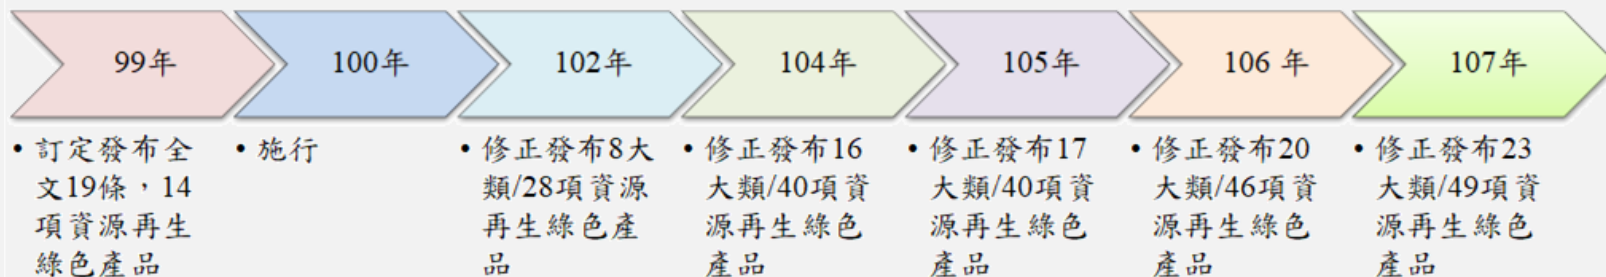 99年
100年
102年
104年
105年
106 年
107年
• 訂定發布全
文19條，14
項資源再生
綠色產品
• 施行
• 修正發布8大
類/28項資源
再生綠色產
品
• 修正發布16
大類/40項資
源再生綠色
產品
• 修正發布17
大類/40項資
源再生綠色
產品
• 修正發布20
大類/46項資
源再生綠色
產品
• 修正發布23
大類/49項資
源再生綠色
產品